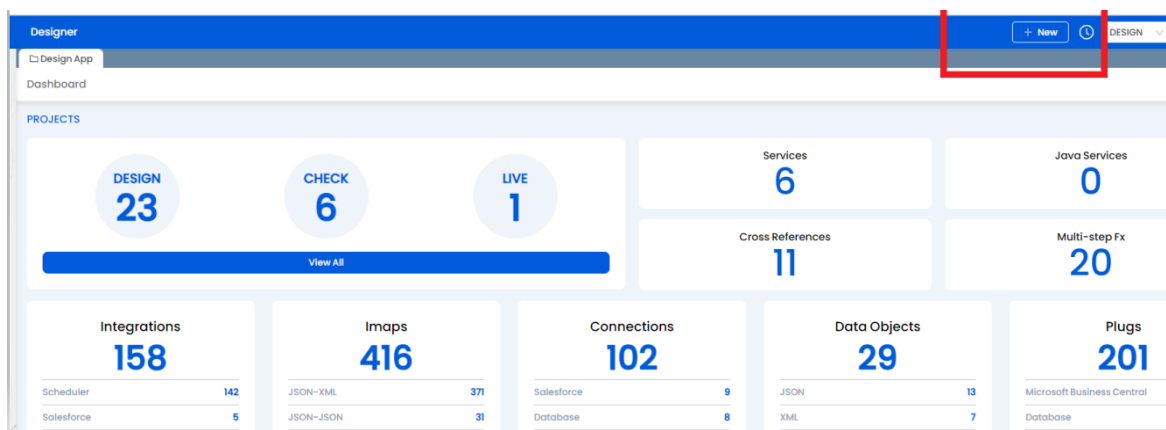 Designer
+ New
DESIGN
Design App
Dashboard
PROJECTS
DESIGN
23
CHECK
6
LIVE
1
View All
Services
6
Java Services
0
Cross References
11
Multi-step Fx
20
Integrations
158
Scheduler 142
Salesforce 5
Imaps
416
JSON-XML 371
JSON-JSON 31
Connections
102
Salesforce 9
Database 8
Data Objects
29
JSON 13
XML 7
Plugs
201
Microsoft Business Central
Database